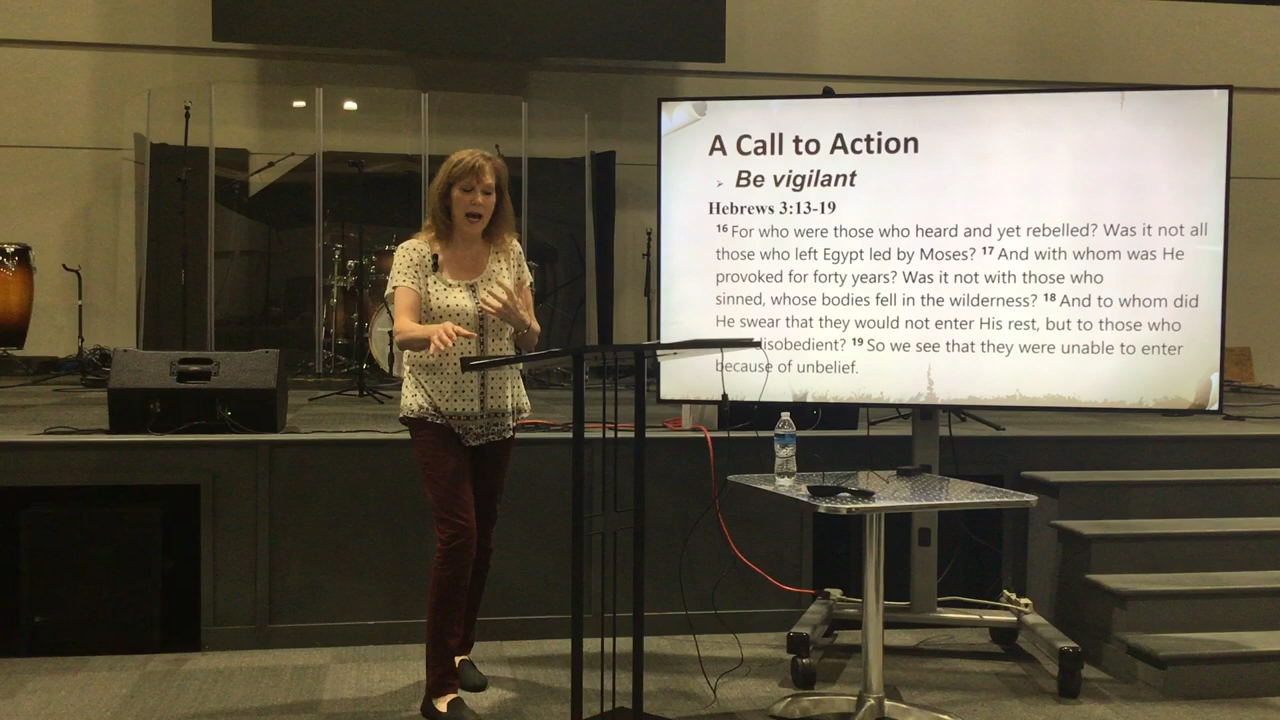 A Call to Action
➢ Be vigilant
Hebrews 3:13-19
16 For who were those who heard and yet rebelled? Was it not all
those who left Egypt led by Moses? 17 And with whom was He
provoked for forty years? Was it not with those who
sinned, whose bodies fell in the wilderness? 18 And to whom did
He swear that they would not enter His rest, but to those who
19 So we see that they were unable to enter
because of unbelief.